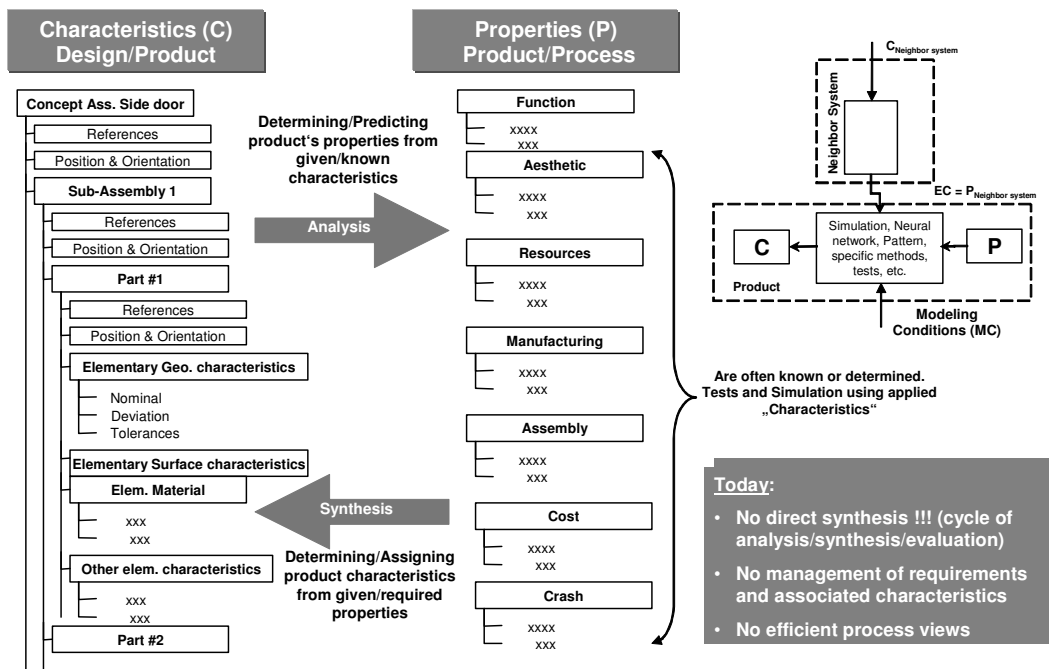 Characteristics (C)
Design/Product
Concept Ass. Side door
References
Position & Orientation
Sub-Assembly 1
References
Position & Orientation
Part #1
References
Position & Orientation
Elementary Geo. characteristics
Nominal
Deviation
Tolerances
Elementary Surface characteristics
Elem. Material
xxx
xxx
Other elem. characteristics
xxx
xxx
Part #2
Determining/Predicting
product‘s properties from
given/known
characteristics
Analysis
Synthesis
Determining/Assigning
product characteristics
from given/required
properties
Properties (P)
Product/Process
Function
xxxx
xxx
Aesthetic
xxxx
xxx
Resources
xxxx
xxx
Manufacturing
xxxx
xxx
Assembly
xxxx
xxx
Cost
xxxx
xxx
Crash
xxxx
xxx
C Neighbor system
Neighbor System
EC = P Neighbor system
C
Simulation, Neural
network, Pattern,
specific methods,
tests, etc.
P
Product
Modeling
Conditions (MC)
Are often known or determined.
Tests and Simulation using applied
„Characteristics“
Today:
• No direct synthesis !!! (cycle of
analysis/synthesis/evaluation)
• No management of requirements
and associated characteristics
• No efficient process views